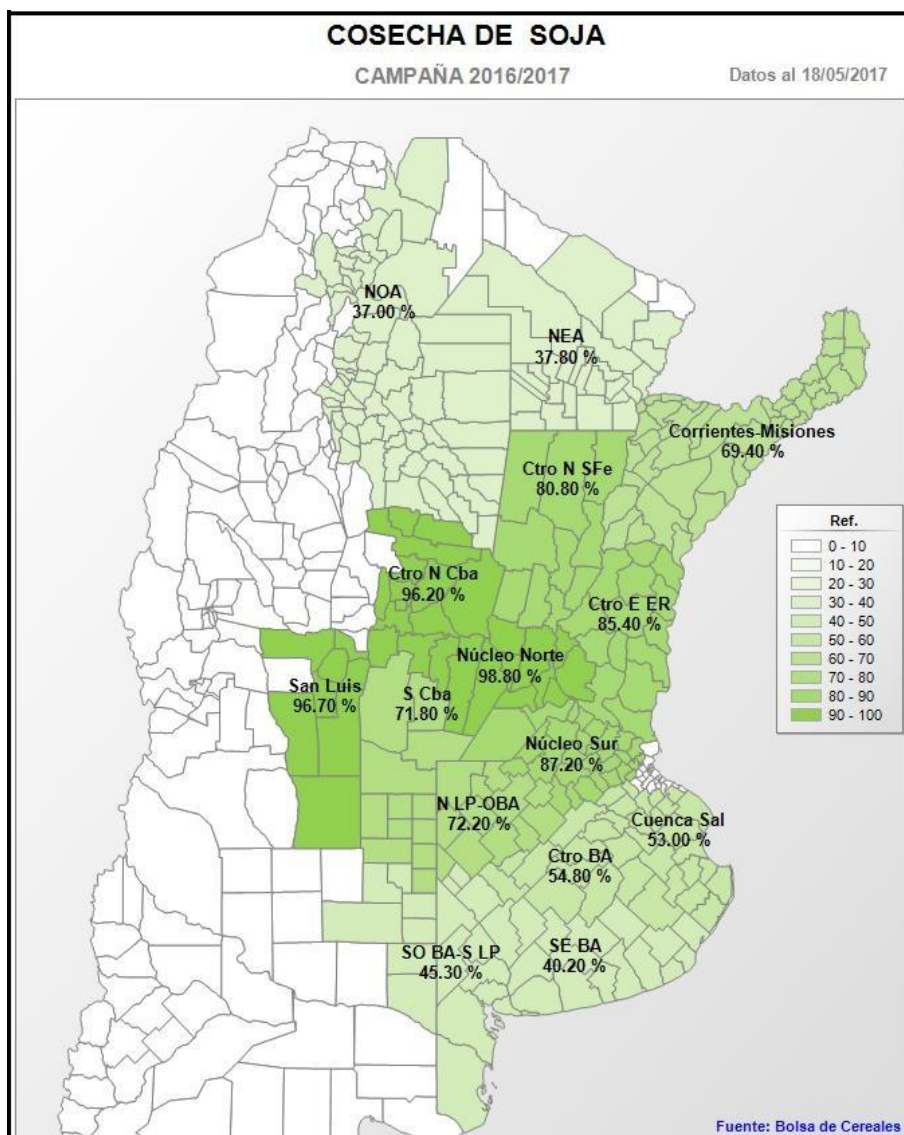 COSECHA DE SOJA
CAMPAÑA 2016/2017
Datos al 18/05/2017
NOA
37.00 %
NEA
37.80 %
Corrientes-Misiones
69.40 %
Ctro N SFe
80.80 %
Ref.
0 - 10
10 - 20
20 - 30
30 - 40
40 - 50
50 - 60
60 - 70
70 - 80
80 - 90
90 - 100
Ctro N Cba
96.20 %
Ctro E ER
85.40 %
Núcleo Norte
98.80 %
San Luis
96.70 %
S Cba
71.80 %
Núcleo Sur
87.20 %
N LP-OBA
72.20 %
Cuenca Sal
53.00 %
Ctro BA
54.80 %
SO BA-S LP
45.30 %
SE BA
40.20 %
Fuente: Bolsa de Cereales